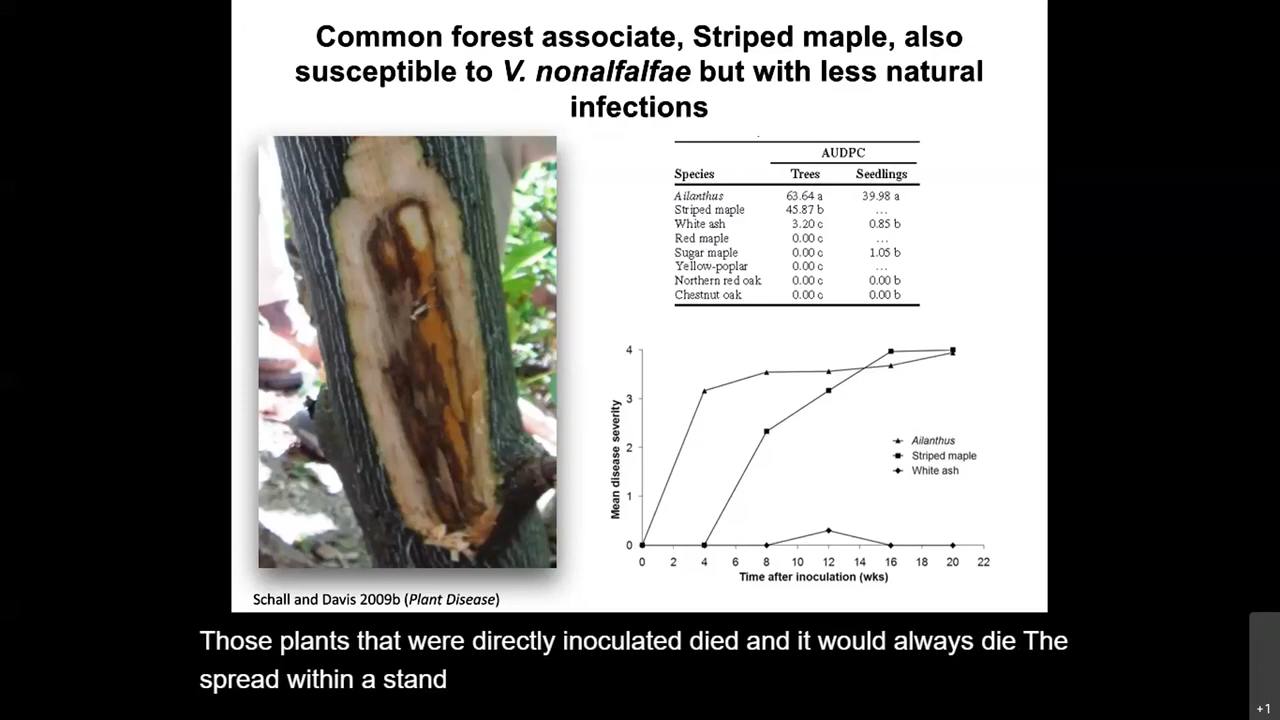 Common forest associate, Striped maple, also
susceptible to V. nonalfalfae but with less natural
infections
AUDPC
Species Trees Seedlings
Ailanthus 63.64 a 39.98 a
Striped maple 45.87 b ...
White ash 3.20 c 0.85 b
Red maple 0.00 c ...
Sugar maple 0.00 c 1.05 b
Yellow-poplar 0.00 c ...
Northern red oak 0.00 c 0.00 b
Chestnut oak 0.00 c 0.00 b
4
3
2
1
0
Mean disease severity
Ailanthus
Striped maple
White ash
0 2 4 6 8 10 12 14 16 18 20 22
Time after inoculation (wks)
Schall and Davis 2009b (Plant Disease)
Those plants that were directly inoculated died and it would always die The
spread within a stand
+1